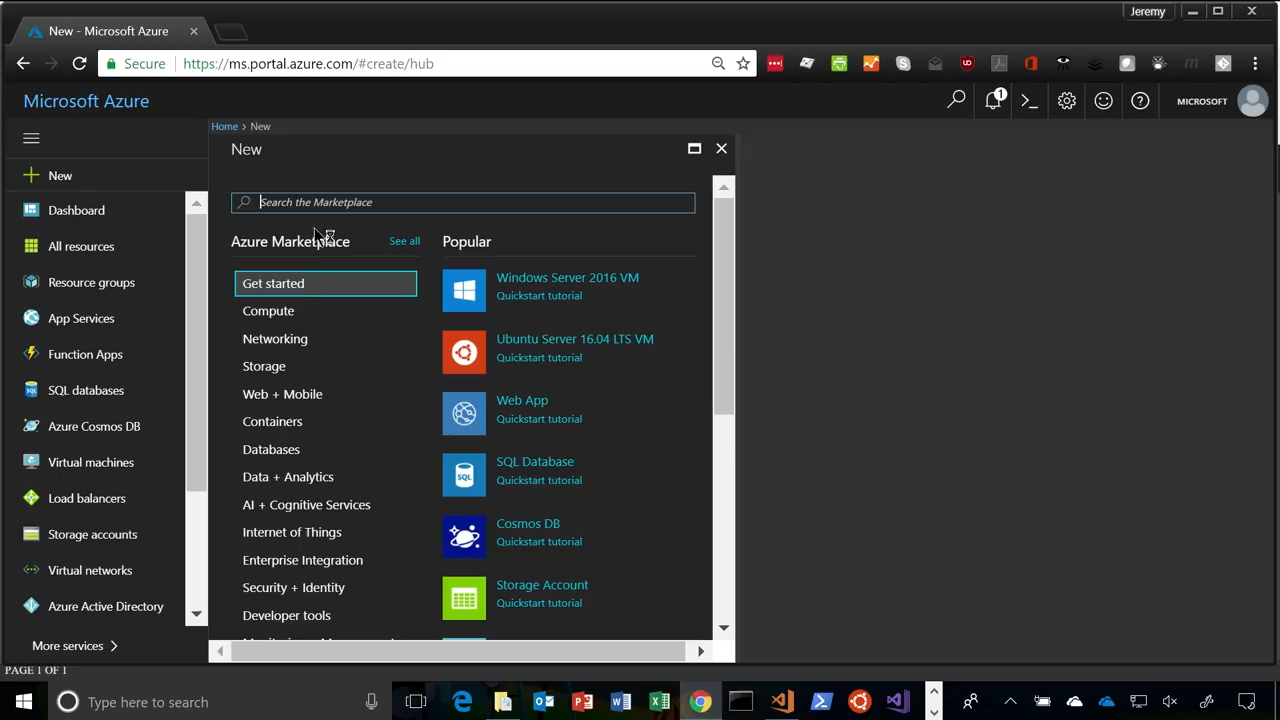 Jeremy
New - Microsoft Azure
Secure
https://ms.portal.azure.com/#create/hub
Microsoft Azure
1
MICROSOFT
Home > New
New
New
Search the Marketplace
Dashboard
All resources
Resource groups
App Services
Function Apps
SQL databases
Azure Cosmos DB
Virtual machines
Load balancers
Storage accounts
Virtual networks
Azure Active Directory
More services
Azure Marketplace
See all
Get started
Compute
Networking
Storage
Web + Mobile
Containers
Databases
Data + Analytics
AI + Cognitive Services
Internet of Things
Enterprise Integration
Security + Identity
Developer tools
Popular
Windows Server 2016 VM
Quickstart tutorial
Ubuntu Server 16.04 LTS VM
Quickstart tutorial
Web App
Quickstart tutorial
SQL
SQL Database
Quickstart tutorial
Cosmos DB
Quickstart tutorial
Storage Account
Quickstart tutorial
PAGE 1 OF 1
Type here to search